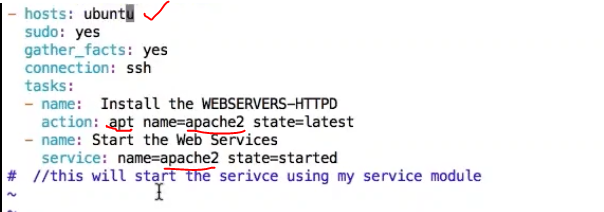 - hosts: ubuntu
  sudo: yes
  gather_facts: yes
  connection: ssh
  tasks:
  - name:  Install the WEBSERVERS-HTTPD
    action: apt name=apache2 state=latest
  - name: Start the Web Services
    service: name=apache2 state=started
#  //this will start the serivce using my service module
~
~